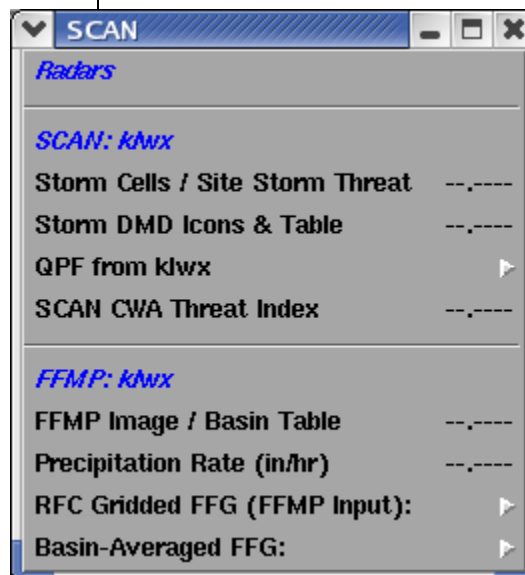 SCAN
Radars
SCAN: klwx
Storm Cells / Site Storm Threat --.----
Storm DMD Icons & Table --.----
QPF from klwx
SCAN CWA Threat Index --.----
FFMP: klwx
FFMP Image / Basin Table --.----
Precipitation Rate (in/hr) --.----
RFC Gridded FFG (FFMP Input):
Basin-Averaged FFG: